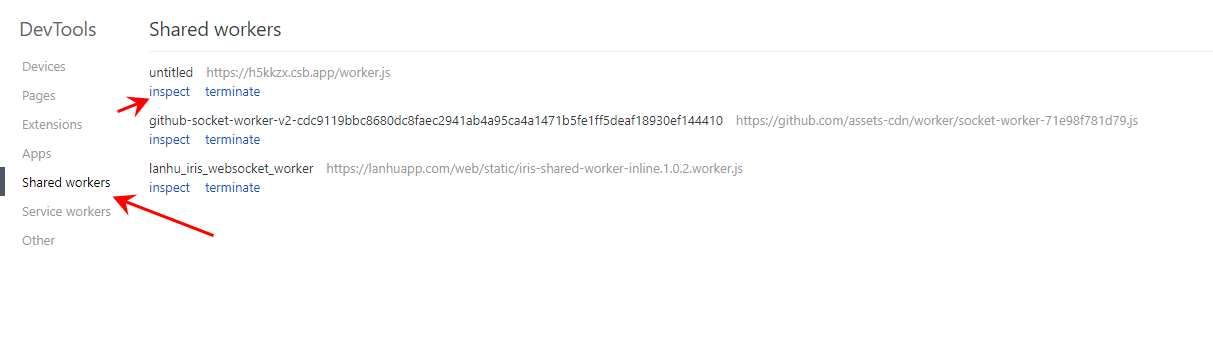 DevTools
Devices
Pages
Extensions
Apps
Shared workers
Service workers
Other
Shared workers
untitled https://h5kkzx.csb.app/worker.js
inspect terminate
github-socket-worker-v2-cdc9119bbc8680dc8faec2941ab4a95ca4a1471b5fe1ff5deaf18930ef144410 https://github.com/assets-cdn/worker/socket-worker-71e98f781d79.js
inspect terminate
lanhu_iris_websocket_worker https://lanhuapp.com/web/static/iris-shared-worker-inline.1.0.2.worker.js
inspect terminate